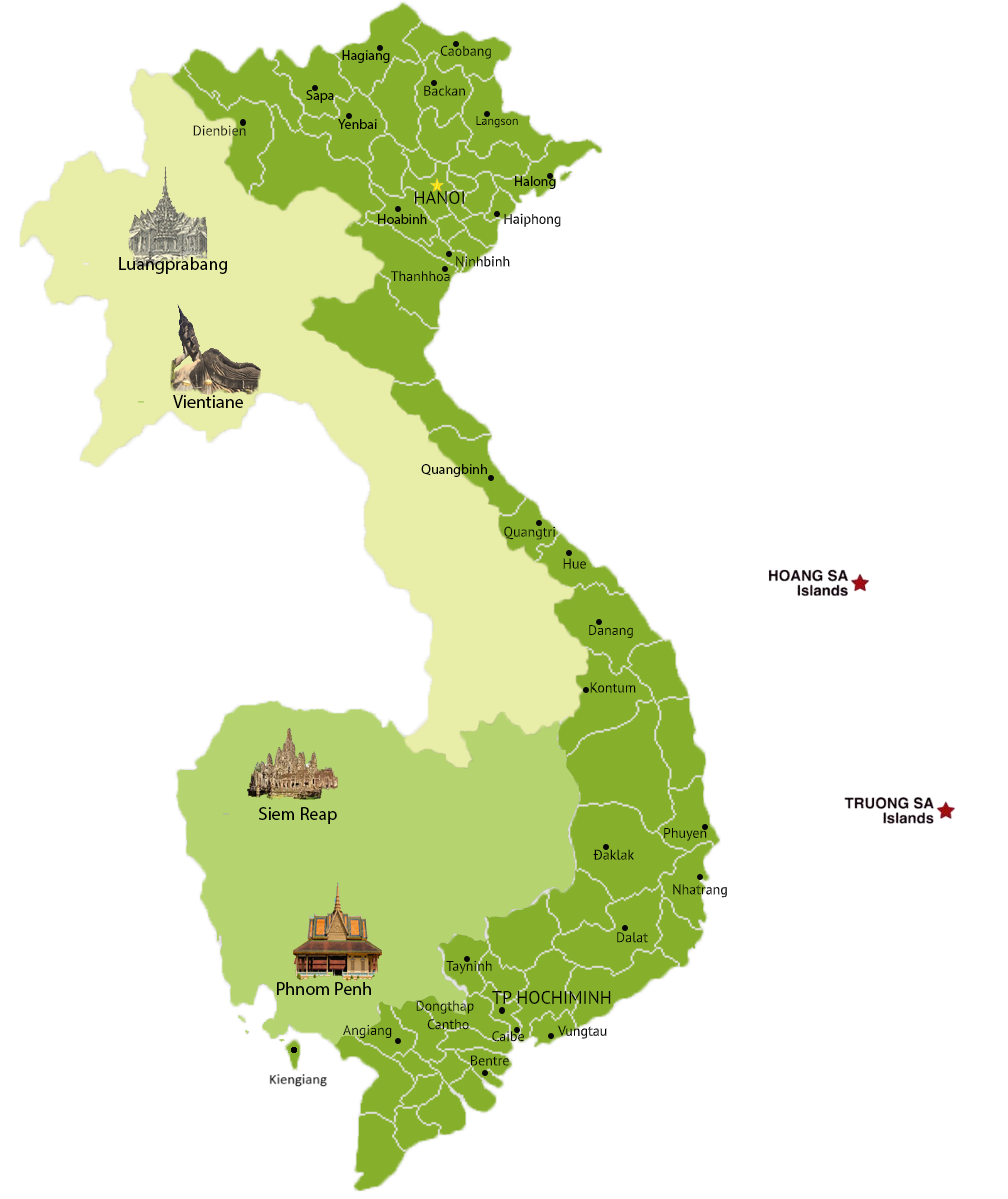 Hagiang
Caobang
Sapa
Backan
Yenbai
Langson
Dienbien
Halong
HANOI
Hoabinh
Haiphong
Luangprabang
Ninhbinh
Thanhhoa
Vientiane
Quangbinh
Quangtri
Hue
HOANG SA
Islands
Danang
Kontum
TRUONG SA
Islands
Siem Reap
Phuyen
Đaklak
Nhatrang
Dalat
Tayninh
Phnom Penh
TP HOCHIMINH
Dongthap
Cantho
Angiang
Caibe
Vungtau
Bentre
Kiengiang